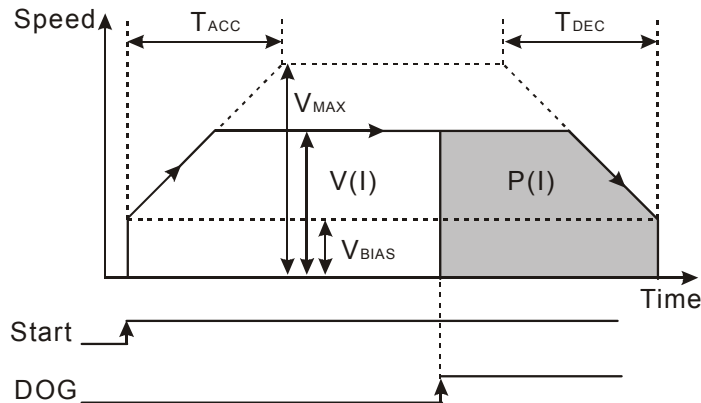 Speed
TACC
TDEC
VMAX
V(I)
P(I)
VBIAS
Time
Start
DOG